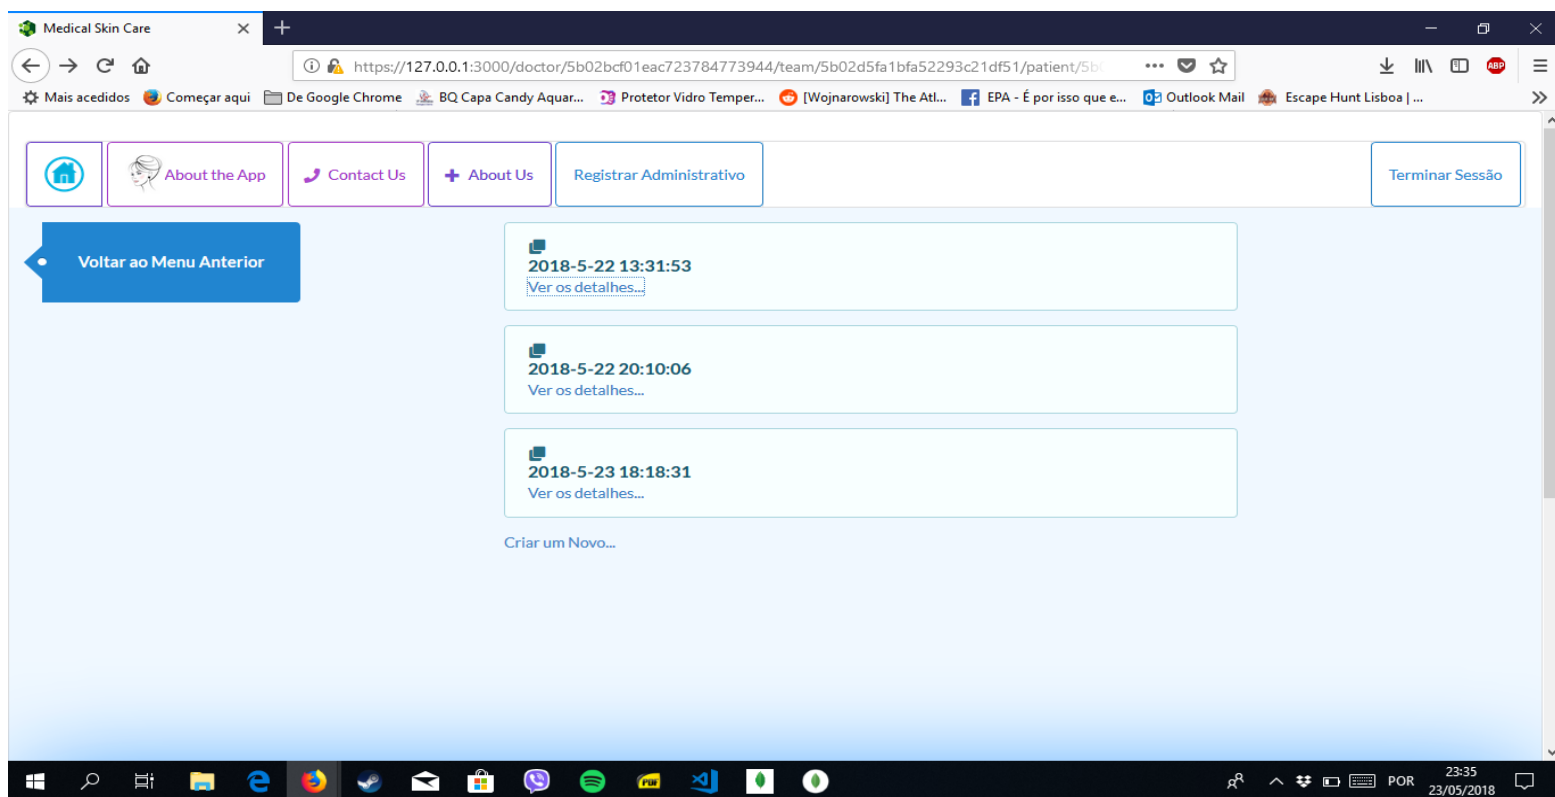 Medical Skin Care
https://127.0.0.1:3000/doctor/5b02bcf01eac723784773944/team/5b02d5fa1bfa52293c21df51/patient/5b
Mais acedidos Começar aqui De Google Chrome BQ Capa Candy Aquar... Protetor Vidro Temper... [Wojnarowski] The Atl... EPA - É por isso que e... Outlook Mail Escape Hunt Lisboa | ...
ABP
About the App Contact Us About Us Registrar Administrativo Terminar Sessão
Voltar ao Menu Anterior
2018-5-22 13:31:53
Ver os detalhes...
2018-5-22 20:10:06
Ver os detalhes...
2018-5-23 18:18:31
Ver os detalhes...
Criar um Novo...
PDF
POR
23:35
23/05/2018